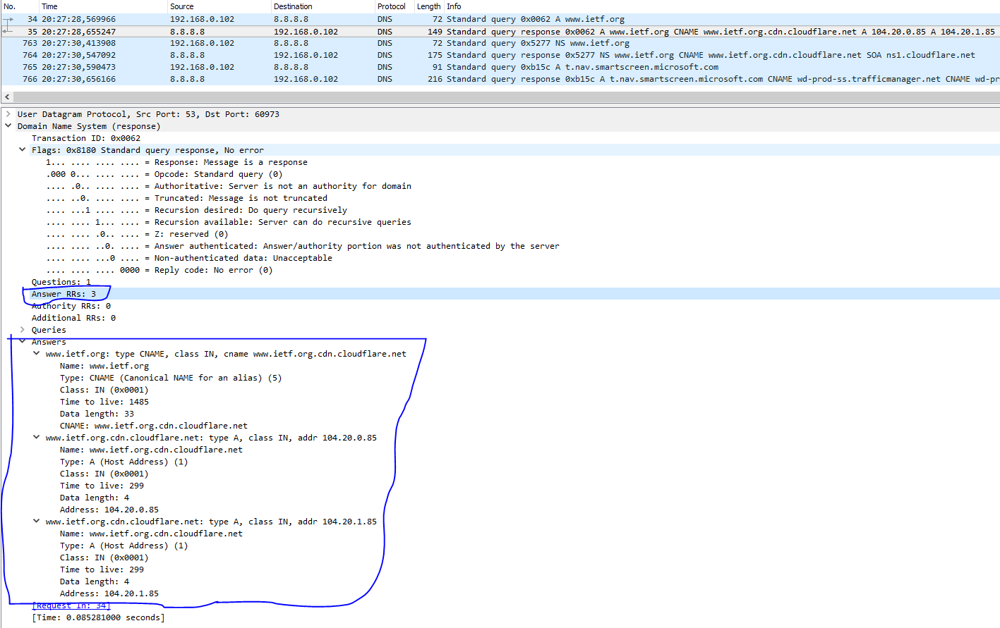 No. Time Source Destination Protocol Length Info
34 20:27:28,569966 192.168.0.102 8.8.8.8 DNS 72 Standard query 0x0062 A www.ietf.org
35 20:27:28,655247 8.8.8.8 192.168.0.102 DNS 149 Standard query response 0x0062 A www.ietf.org CNAME www.ietf.org.cdn.cloudflare.net A 104.20.0.85 A 104.20.1.85
763 20:27:30,413908 192.168.0.102 8.8.8.8 DNS 72 Standard query 0x5277 NS www.ietf.org
764 20:27:30,547092 8.8.8.8 192.168.0.102 DNS 175 Standard query response 0x5277 NS www.ietf.org CNAME www.ietf.org.cdn.cloudflare.net SOA ns1.cloudflare.net
765 20:27:30,590473 192.168.0.102 8.8.8.8 DNS 91 Standard query 0xb15c A t.nav.smartscreen.microsoft.com
766 20:27:30,656166 8.8.8.8 192.168.0.102 DNS 216 Standard query response 0xb15c A t.nav.smartscreen.microsoft.com CNAME wd-prod-ss.trafficmanager.net CNAME wd-pr
User Datagram Protocol, Src Port: 53, Dst Port: 60973
Domain Name System (response)
Transaction ID: 0x0062
Flags: 0x8180 Standard query response, No error
1... .... .... .... = Response: Message is a response
.000 0... .... .... = Opcode: Standard query (0)
.... .0.. .... .... = Authoritative: Server is not an authority for domain
.... ..0. .... .... = Truncated: Message is not truncated
.... ...1 .... .... = Recursion desired: Do query recursively
.... .... 1... .... = Recursion available: Server can do recursive queries
.... .... .0.. .... = Z: reserved (0)
.... .... ..0. .... = Answer authenticated: Answer/authority portion was not authenticated by the server
.... .... ...0 .... = Non-authenticated data: Unacceptable
.... .... .... 0000 = Reply code: No error (0)
Questions: 1
Answer RRs: 3
Authority RRs: 0
Additional RRs: 0
Queries
Answers
www.ietf.org: type CNAME, class IN, cname www.ietf.org.cdn.cloudflare.net
Name: www.ietf.org
Type: CNAME (Canonical NAME for an alias) (5)
Class: IN (0x0001)
Time to live: 1485
Data length: 33
CNAME: www.ietf.org.cdn.cloudflare.net
www.ietf.org.cdn.cloudflare.net: type A, class IN, addr 104.20.0.85
Name: www.ietf.org.cdn.cloudflare.net
Type: A (Host Address) (1)
Class: IN (0x0001)
Time to live: 299
Data length: 4
Address: 104.20.0.85
www.ietf.org.cdn.cloudflare.net: type A, class IN, addr 104.20.1.85
Name: www.ietf.org.cdn.cloudflare.net
Type: A (Host Address) (1)
Class: IN (0x0001)
Time to live: 299
Data length: 4
Address: 104.20.1.85
[Request In: 34]
[Time: 0.085281000 seconds]